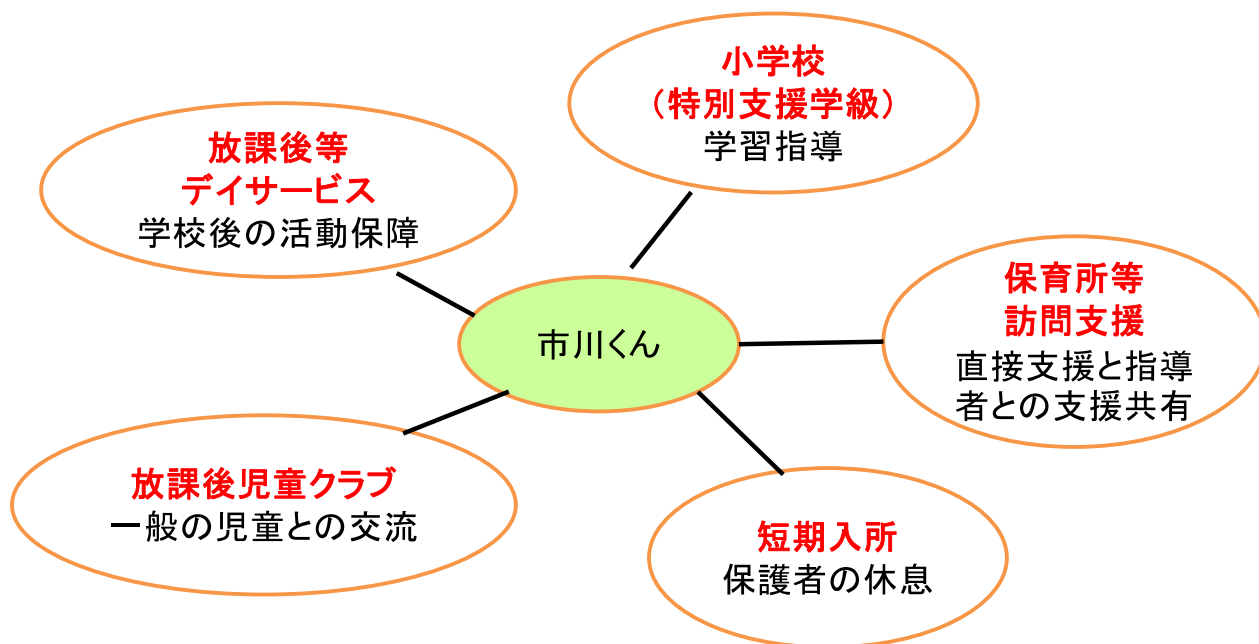 小学校
（特別支援学級）
学習指導
放課後等
デイサービス
学校後の活動保障
保育所等
訪問支援
直接支援と指導
者との支援共有
市川くん
放課後児童クラブ
一般の児童との交流
短期入所
保護者の休息